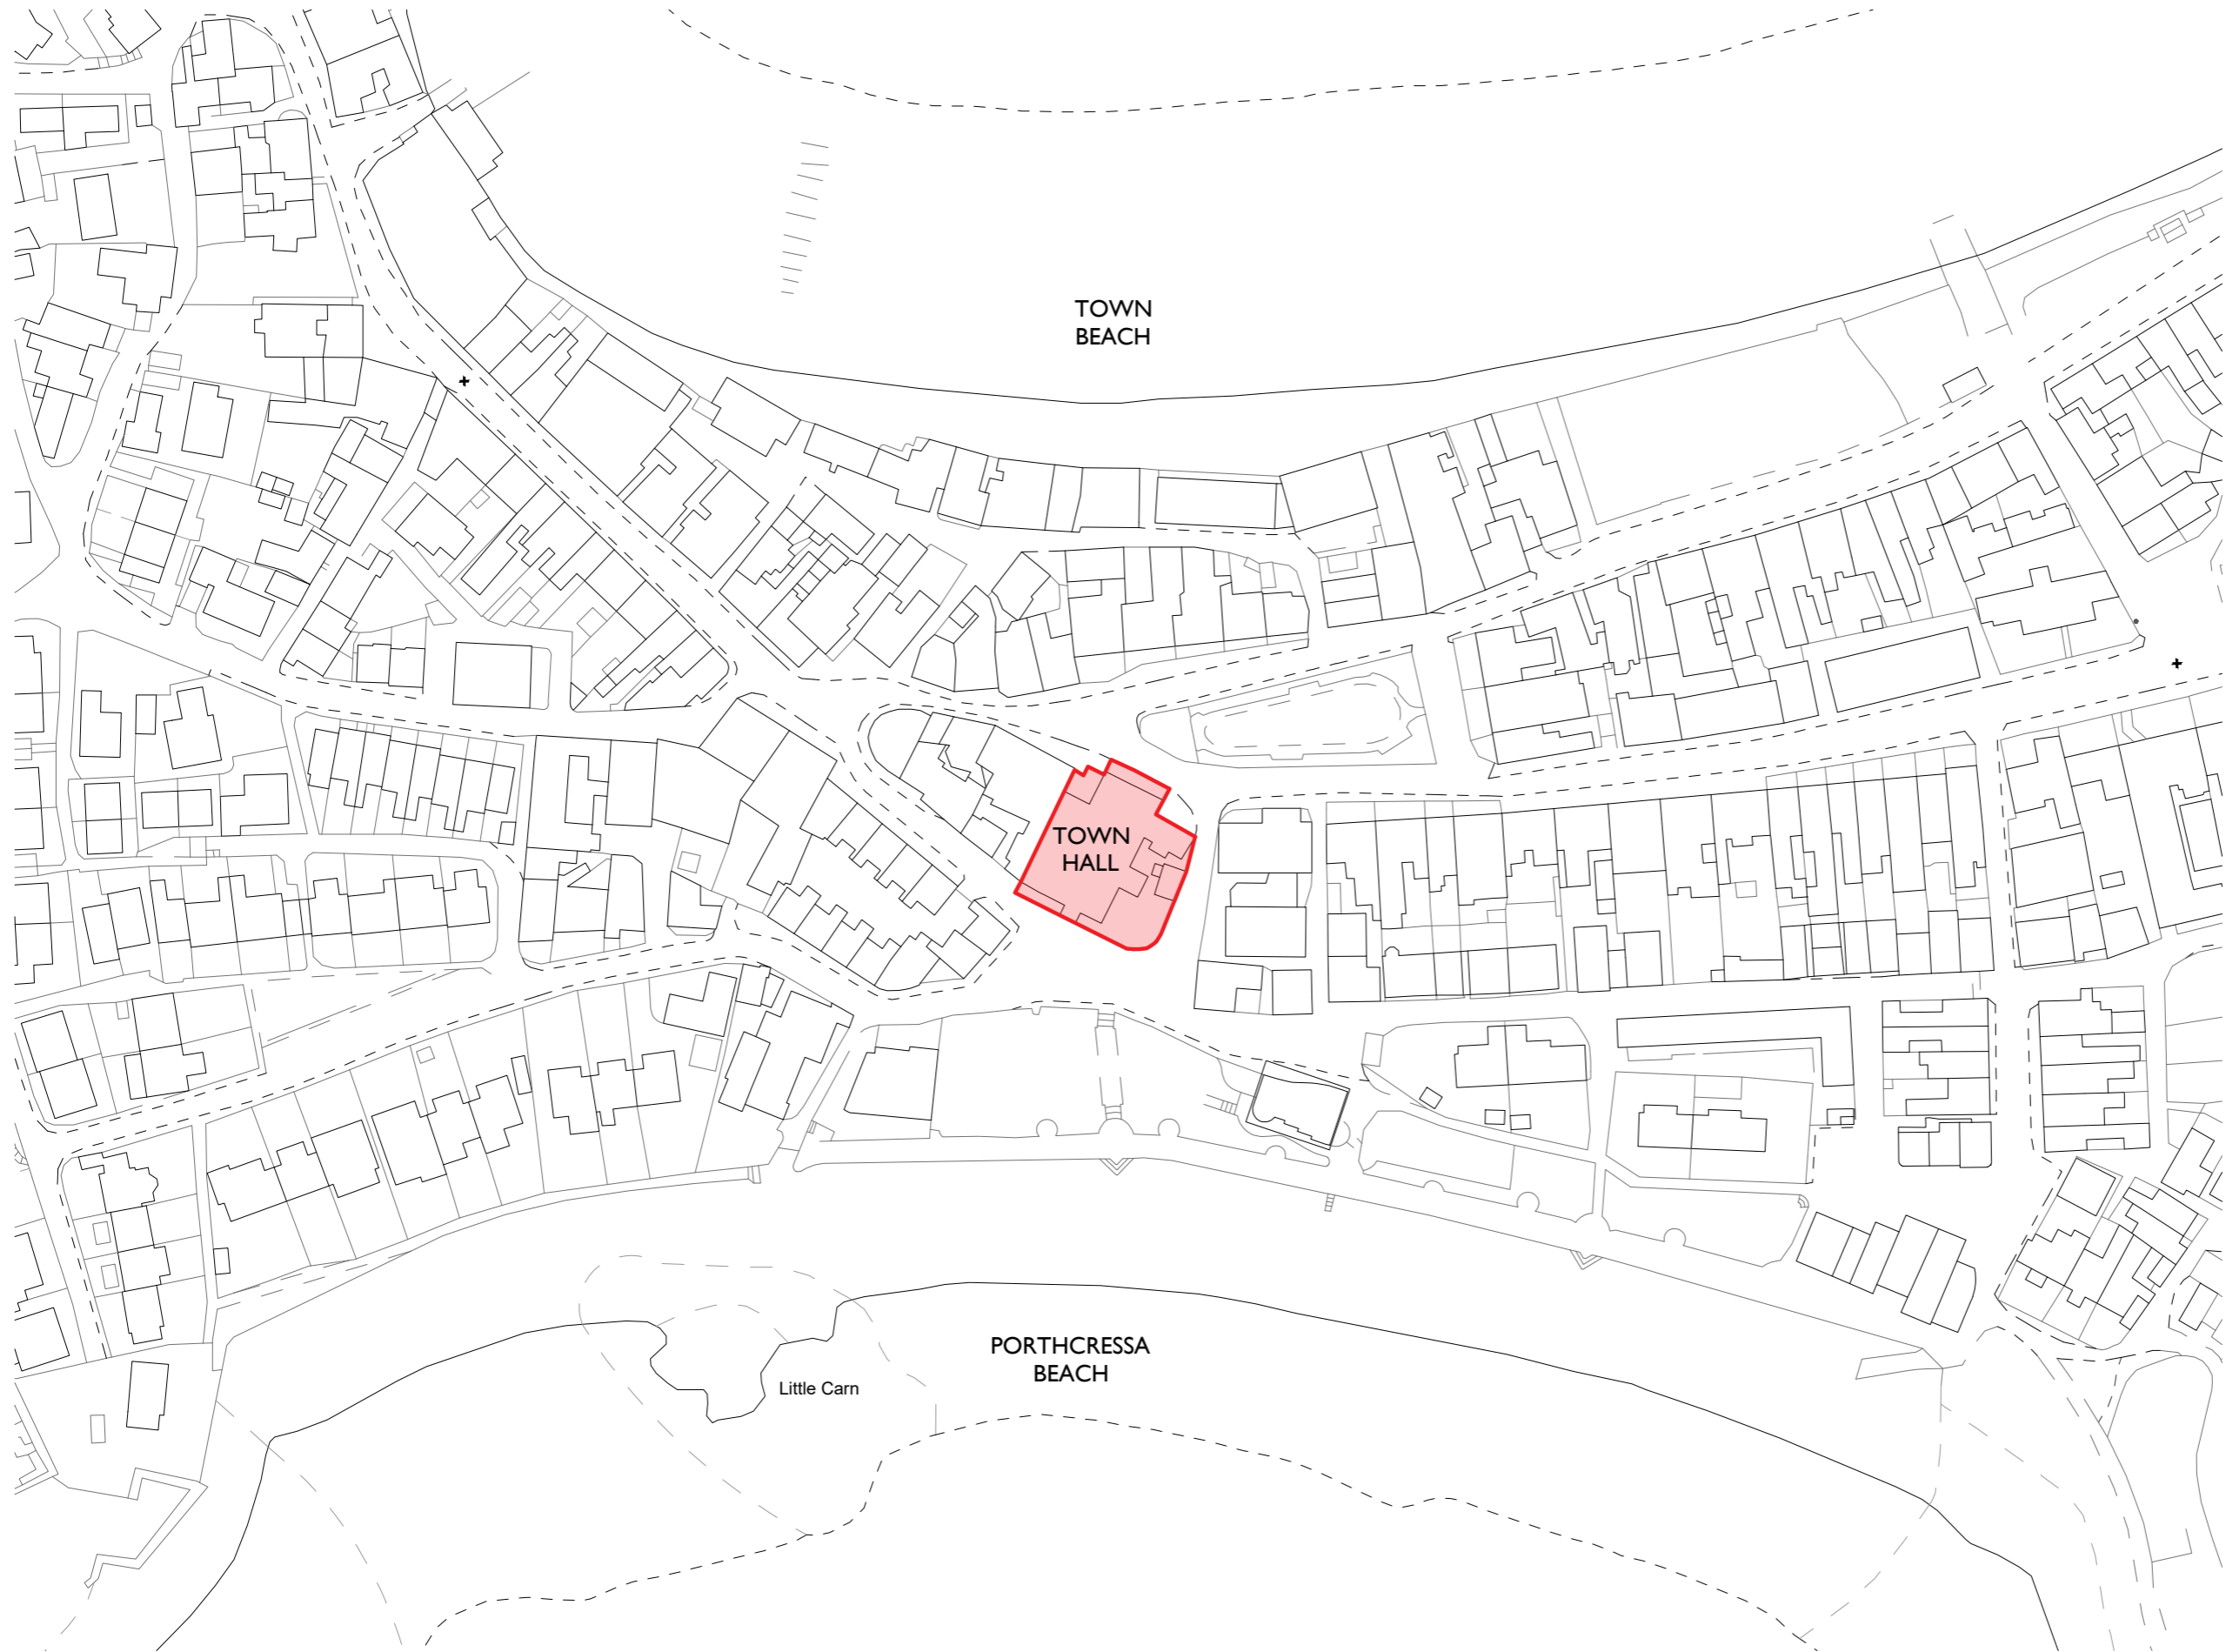 TOWN
BEACH
TOWN
HALL
PORTHCRESSA
BEACH
Little Carn